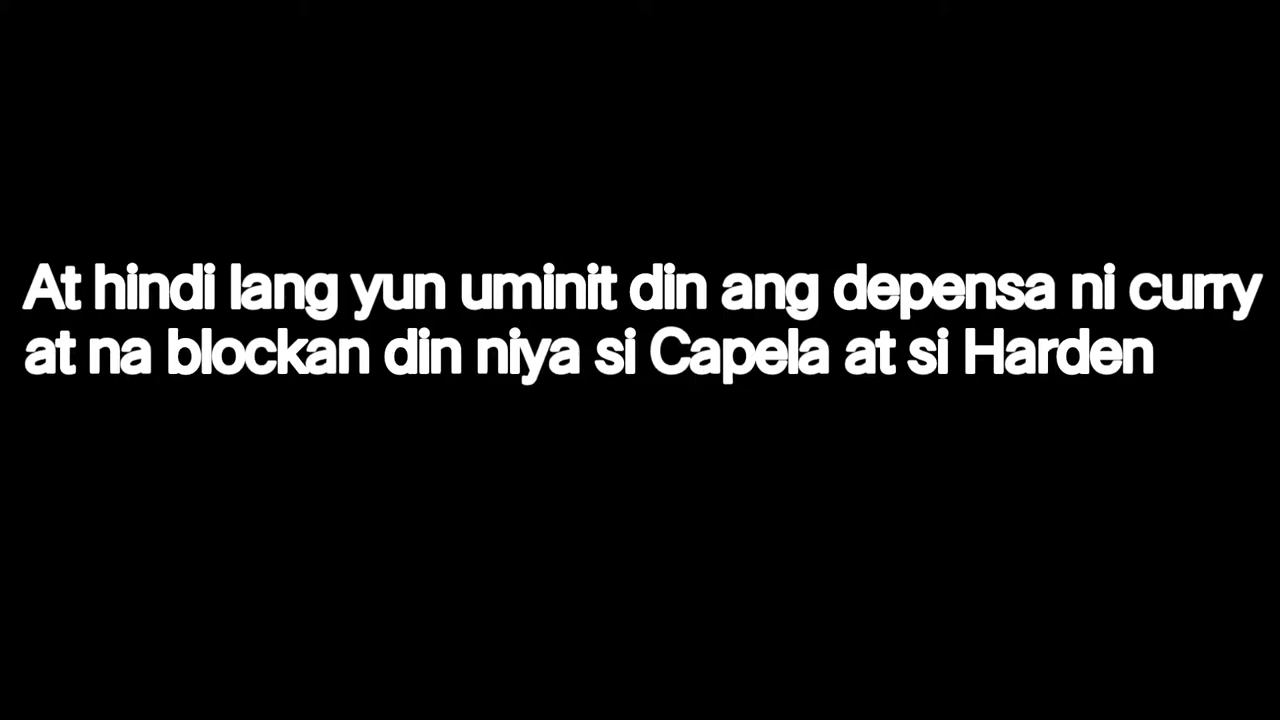 At hindi lang yun uminit din ang depensa ni curry
at na blockan din niya si Capela at si Harden